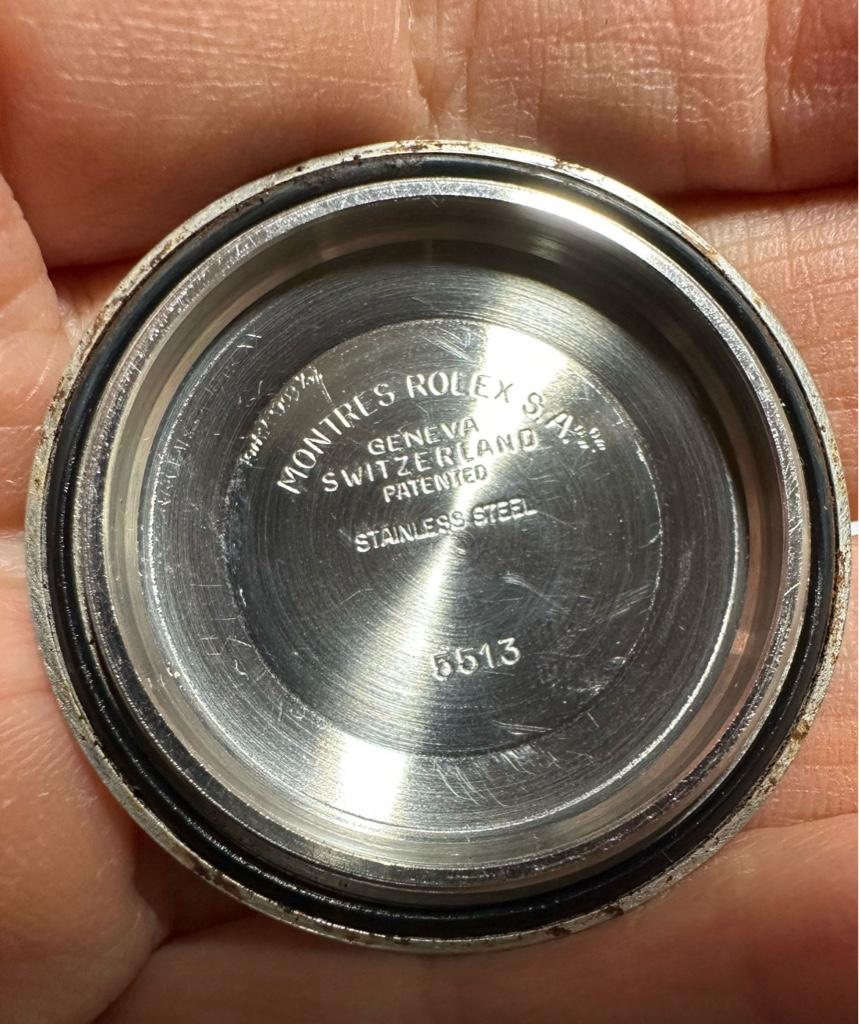 MONTRES ROLEX S.A.
GENEVA
SWITZERLAND
PATENTED
STAINLESS STEEL
5513